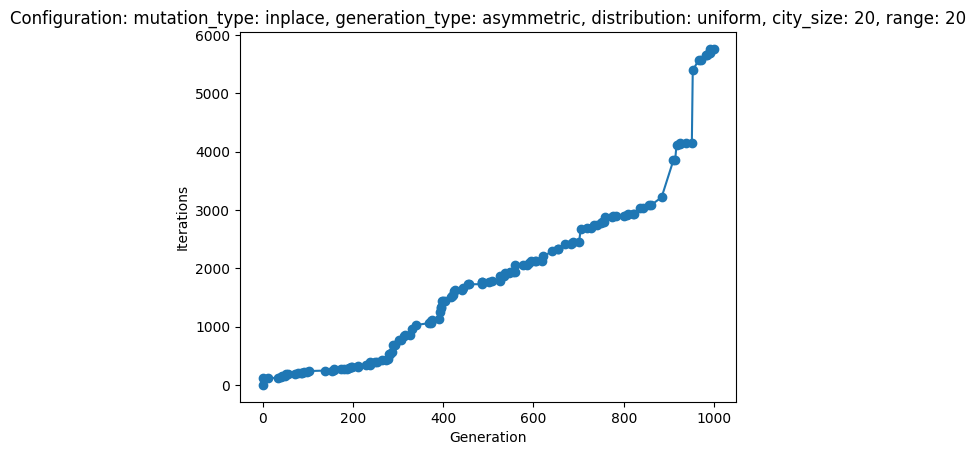 Configuration: mutation_type: inplace, generation_type: asymmetric, distribution: uniform, city_size: 20, range: 20
6000
5000
4000
3000
2000
1000
0
Iterations
0 200 400 600 800 1000
Generation